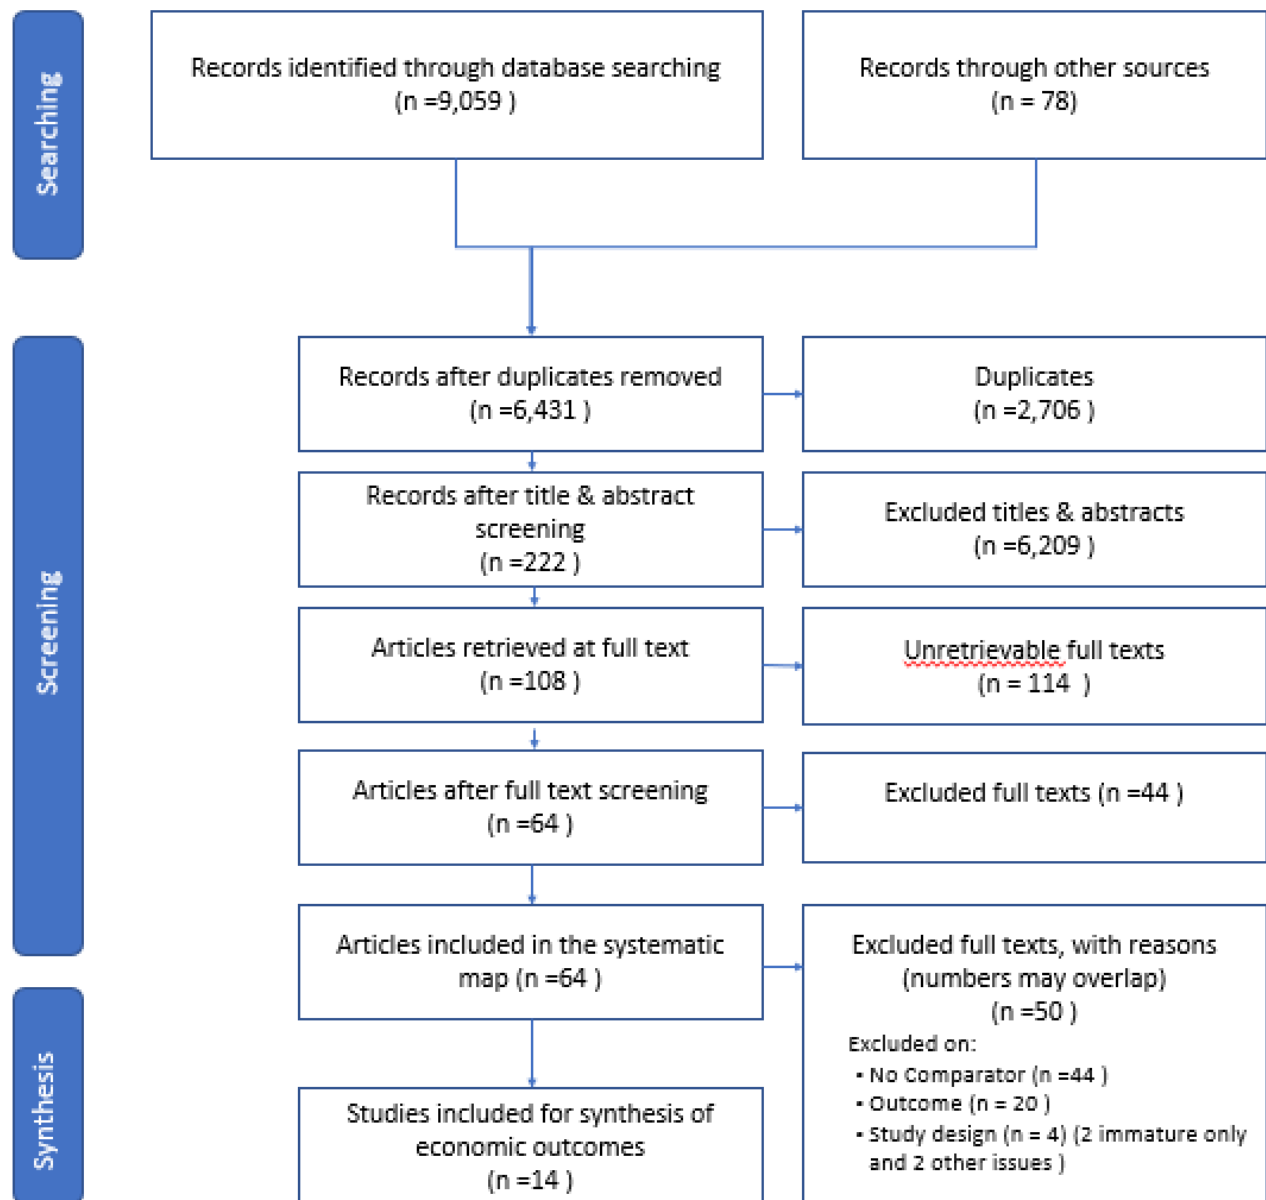 Searching
Records identified through database searching
(n =9,059 )
Records through other sources
(n = 78)
Screening
Records after duplicates removed
(n =6,431 )
Duplicates
(n =2,706 )
Records after title & abstract
screening
(n =222 )
Excluded titles & abstracts
(n =6,209 )
Articles retrieved at full text
(n =108 )
Unretrievable full texts
(n = 114  )
Articles after full text screening
(n =64 )
Excluded full texts (n =44 )
Articles included in the systematic
map (n =64 )
Excluded full texts, with reasons
(numbers may overlap)
(n =50 )
Excluded on:
▪ No Comparator (n =44 )
▪ Outcome (n = 20 )
▪ Study design (n = 4) (2 immature only
and 2 other issues )
Synthesis
Studies included for synthesis of
economic outcomes
(n =14 )